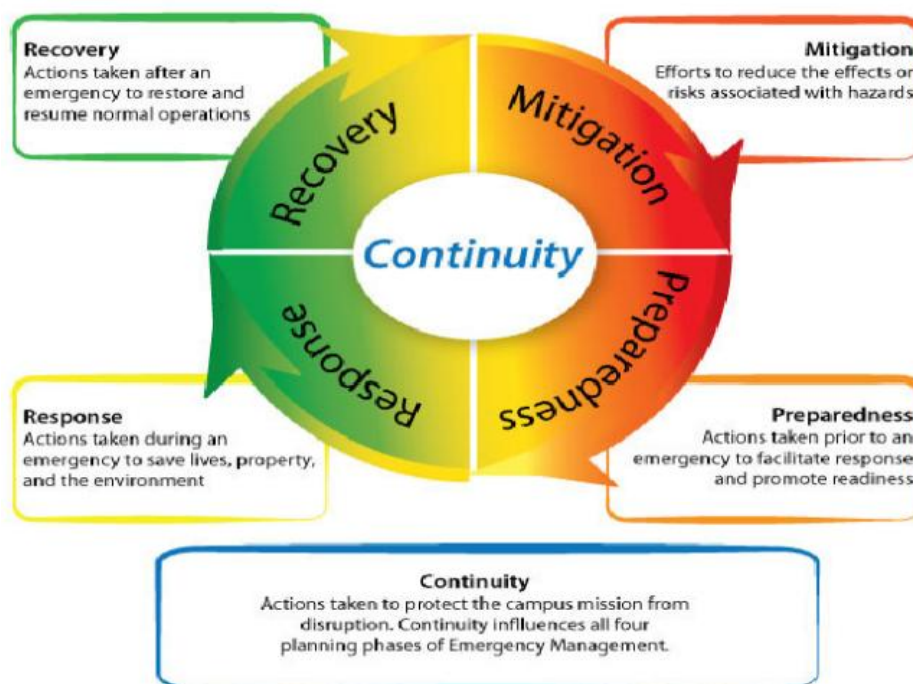 Recovery
Actions taken after an
emergency to restore and
resume normal operations
Mitigation
Efforts to reduce the effects or
risks associated with hazards
Recovery
Mitigation
Continuity
Response
Preparedness
Response
Actions taken during an
emergency to save lives, property,
and the environment
Preparedness
Actions taken prior to an
emergency to facilitate response
and promote readiness
Continuity
Actions taken to protect the campus mission from
disruption. Continuity inflluences all four
planning phases of Emergency Management.